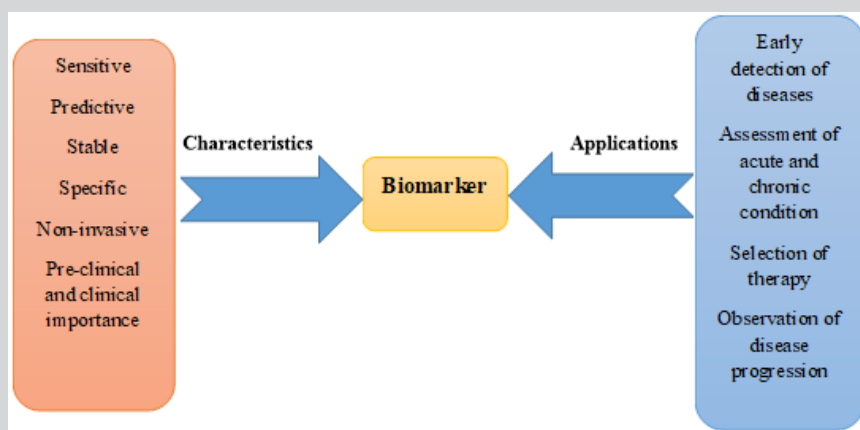 Sensitive
Predictive
Stable
Specific
Non-invasive
Pre-clinical
and clinical
importance
Characteristics
Biomarker
Applications
Early
detection of
diseases
Assessment of
acute and
chronic
condition
Selection of
therapy
Observation of
disease
progression